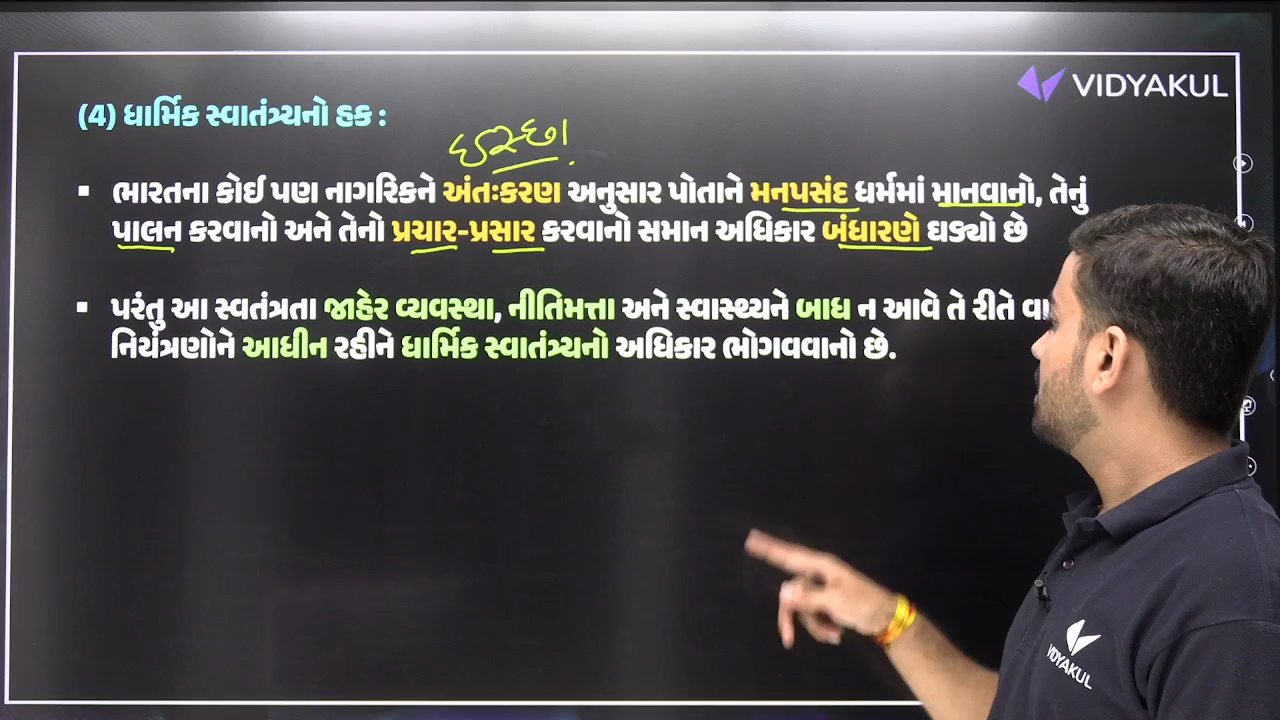 VIDYAKUL
(4) ધાર્મિક સ્વાતંત્ર્યનો હક :
ઇચ્છા
▪ ભારતના કોઈ પણ નાગરિકને અંતઃકરણ અનુસાર પોતાને મનપસંદ ધર્મમાં માનવાનો, તેનું
પાલન કરવાનો અને તેનો પ્રચાર-પ્રસાર કરવાનો સમાન અધિકાર બંધારણે ઘડ્યો છે
▪ પરંતુ આ સ્વતંત્રતા જાહેર વ્યવસ્થા, નીતિમત્તા અને સ્વાસ્થ્યને બાધ ન આવે તે રીતે
નિયંત્રણોને આધીન રહીને ધાર્મિક સ્વાતંત્ર્યનો અધિકાર ભોગવવાનો છે.
VIDYAKUL